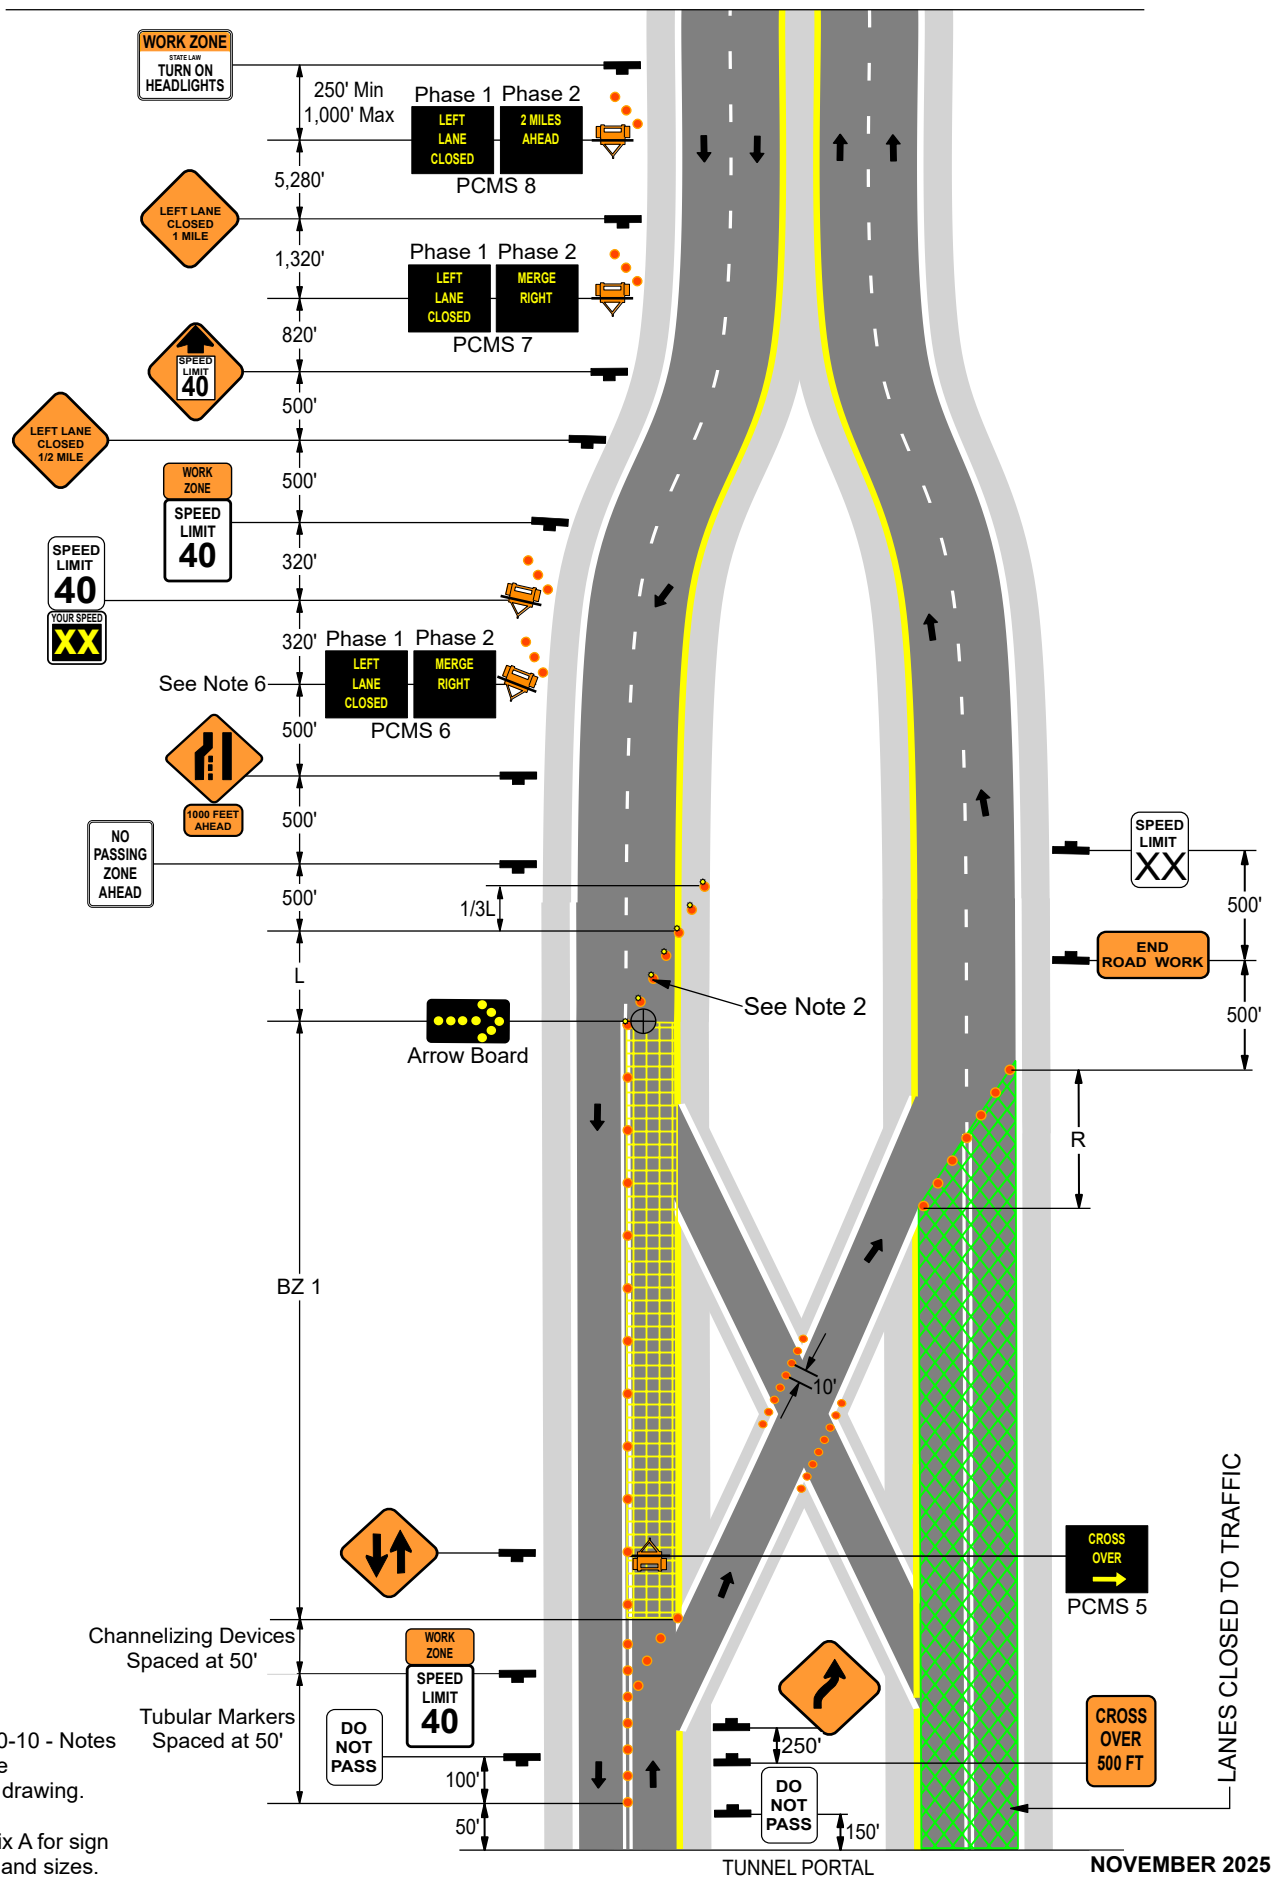 WORK ZONE
STATE LAW
TURN ON
HEADLIGHTS
250' Min
1,000' Max
Phase 1
Phase 2
LEFT
LANE
CLOSED
2 MILES
AHEAD
PCMS 8
5,280'
LEFT LANE
CLOSED
1 MILE
1,320'
Phase 1
Phase 2
LEFT
LANE
CLOSED
MERGE
RIGHT
PCMS 7
820'
SPEED
LIMIT
40
500'
LEFT LANE
CLOSED
1/2 MILE
500'
WORK
ZONE
SPEED
LIMIT
40
320'
SPEED
LIMIT
40
YOUR SPEED
XX
320'
Phase 1
Phase 2
LEFT
LANE
CLOSED
MERGE
RIGHT
PCMS 6
See Note 6
500'
1000 FEET
AHEAD
500'
NO
PASSING
ZONE
AHEAD
500'
1/3L
L
See Note 2
Arrow Board
SPEED
LIMIT
XX
500'
END
ROAD WORK
500'
R
BZ 1
10'
CROSS
OVER
PCMS 5
LANES CLOSED TO TRAFFIC
Channelizing Devices
Spaced at 50'
WORK
ZONE
SPEED
LIMIT
40
Tubular Markers
Spaced at 50'
DO
NOT
PASS
100'
50'
250'
CROSS
OVER
500 FT
DO
NOT
PASS
150'
0-10 - Notes
e
drawing.
ix A for sign
and sizes.
TUNNEL PORTAL
NOVEMBER 2025